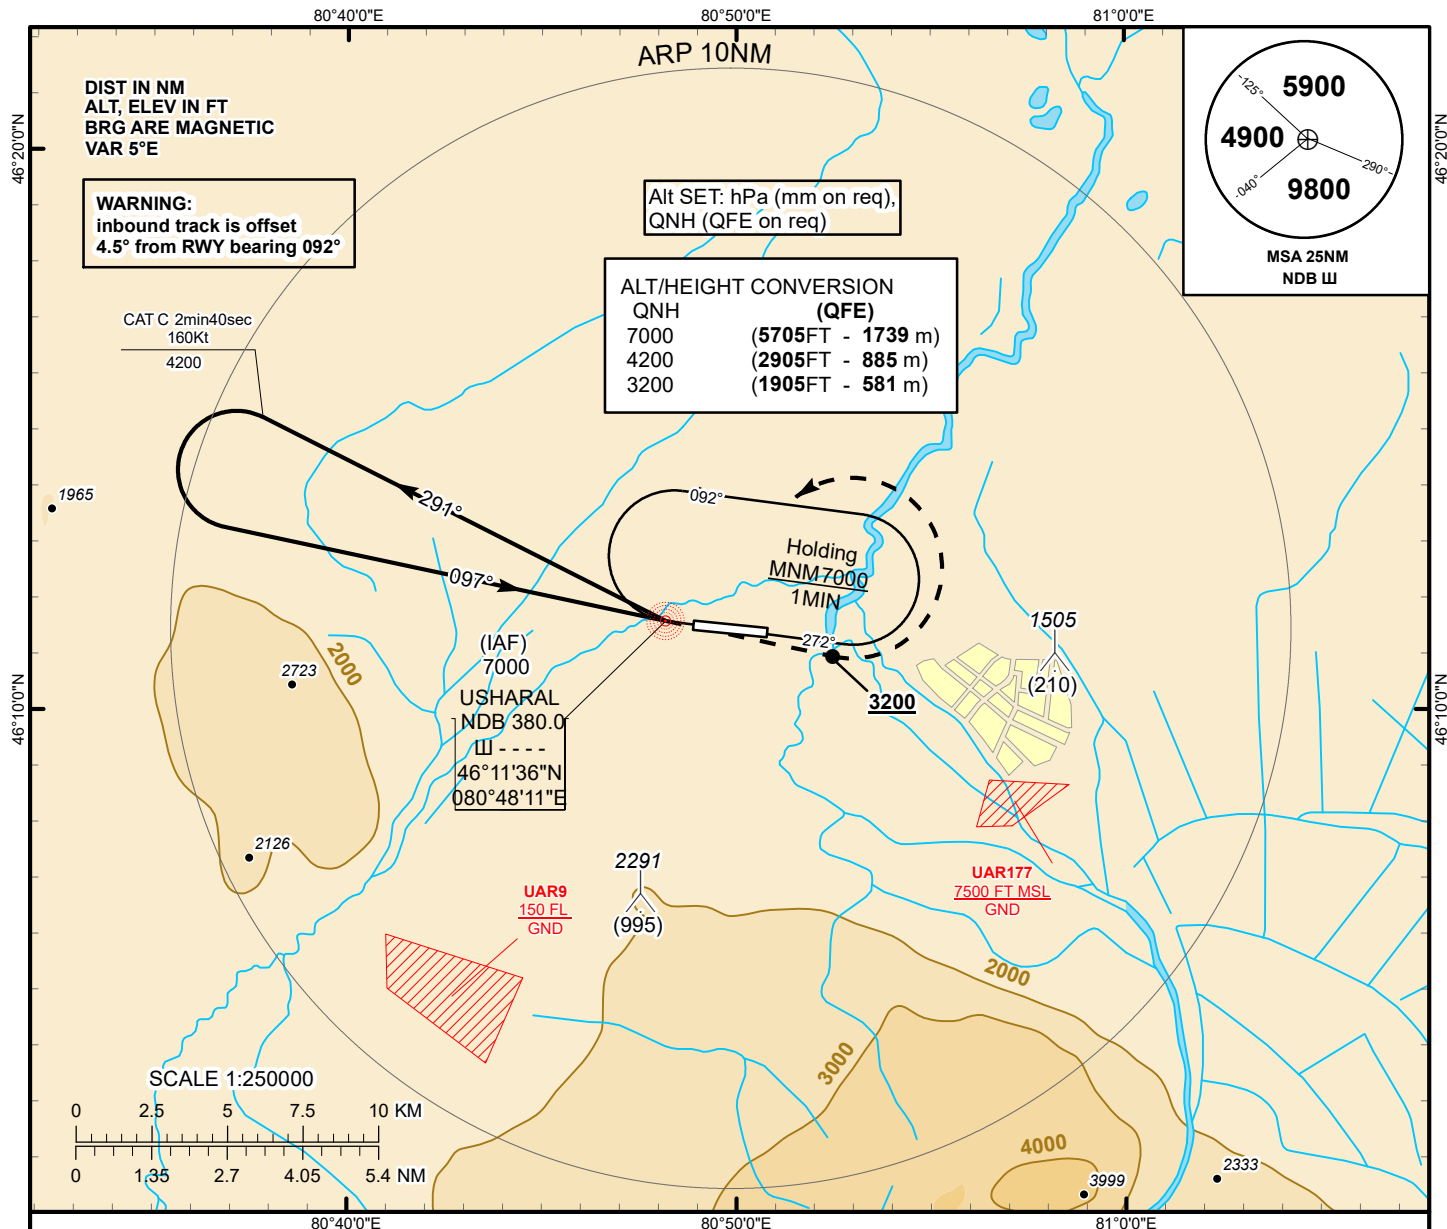 80°40'0"E
80°50'0"E
81°0'0"E
ARP 10NM
DIST IN NM
ALT, ELEV IN FT
BRG ARE MAGNETIC
VAR 5°E
46°20'0"N
46°20'0"N
WARNING:
inbound track is offset
4.5° from RWY bearing 092°
Alt SET: hPa (mm on req),
QNH (QFE on req)
-125°
5900
4900
290°-
-040°
9800
MSA 25NM
NDB Ш
ALT/HEIGHT CONVERSION
QNH (QFE)
7000 (5705FT - 1739 m)
4200 (2905FT - 885 m)
3200 (1905FT - 581 m)
CAT C 2min40sec
160Kt
4200
1965
291°
092°
Holding
MNM7000
1MIN
097°
272°
1505
(210)
(IAF)
7000
USHARAL
NDB 380.0
Ш - - - -
46°11'36"N
080°48'11"E
2723
2000
3200
46°10'0"N
46°10'0"N
2126
2291
(995)
UAR9
150 FL
GND
UAR177
7500 FT MSL
GND
2000
3000
4000
3999
2333
SCALE 1:250000
0 2.5 5 7.5 10 KM
0 1.35 2.7 4.05 5.4 NM
80°40'0"E
80°50'0"E
81°0'0"E